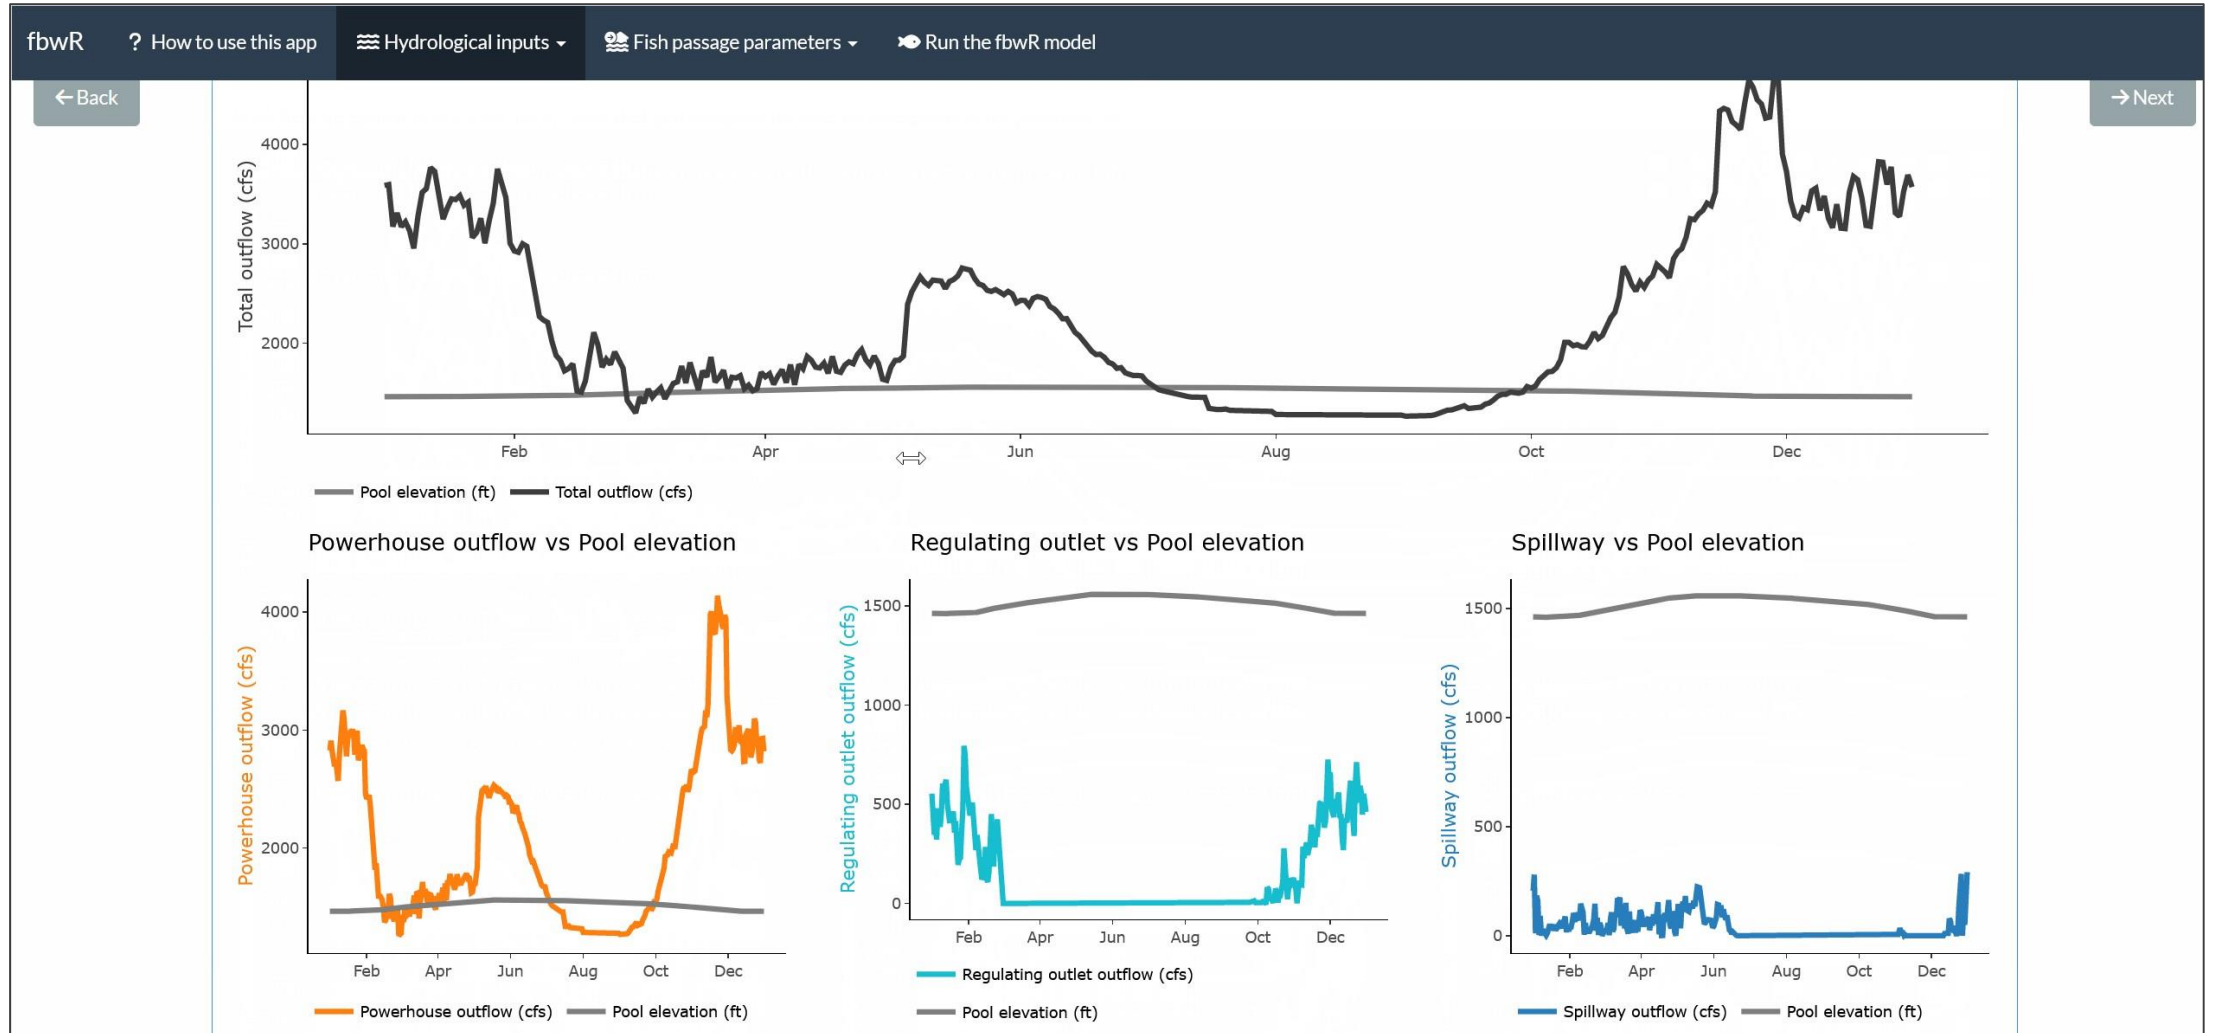 fbwR ? How to use this app Hydrological inputs Fish passage parameters Run the fbwR model
Back
Next
Total outflow (cfs)
4000
3000
2000
Feb Apr Jun Aug Oct Dec
Pool elevation (ft) Total outflow (cfs)
Powerhouse outflow vs Pool elevation
Powerhouse outflow (cfs)
4000
3000
2000
Feb Apr Jun Aug Oct Dec
Powerhouse outflow (cfs) Pool elevation (ft)
Regulating outlet vs Pool elevation
Regulating outlet outflow (cfs)
1500
1000
500
0
Feb Apr Jun Aug Oct Dec
Regulating outlet outflow (cfs)
Pool elevation (ft)
Spillway vs Pool elevation
Spillway outflow (cfs)
1500
1000
500
0
Feb Apr Jun Aug Oct Dec
Spillway outflow (cfs) Pool elevation (ft)